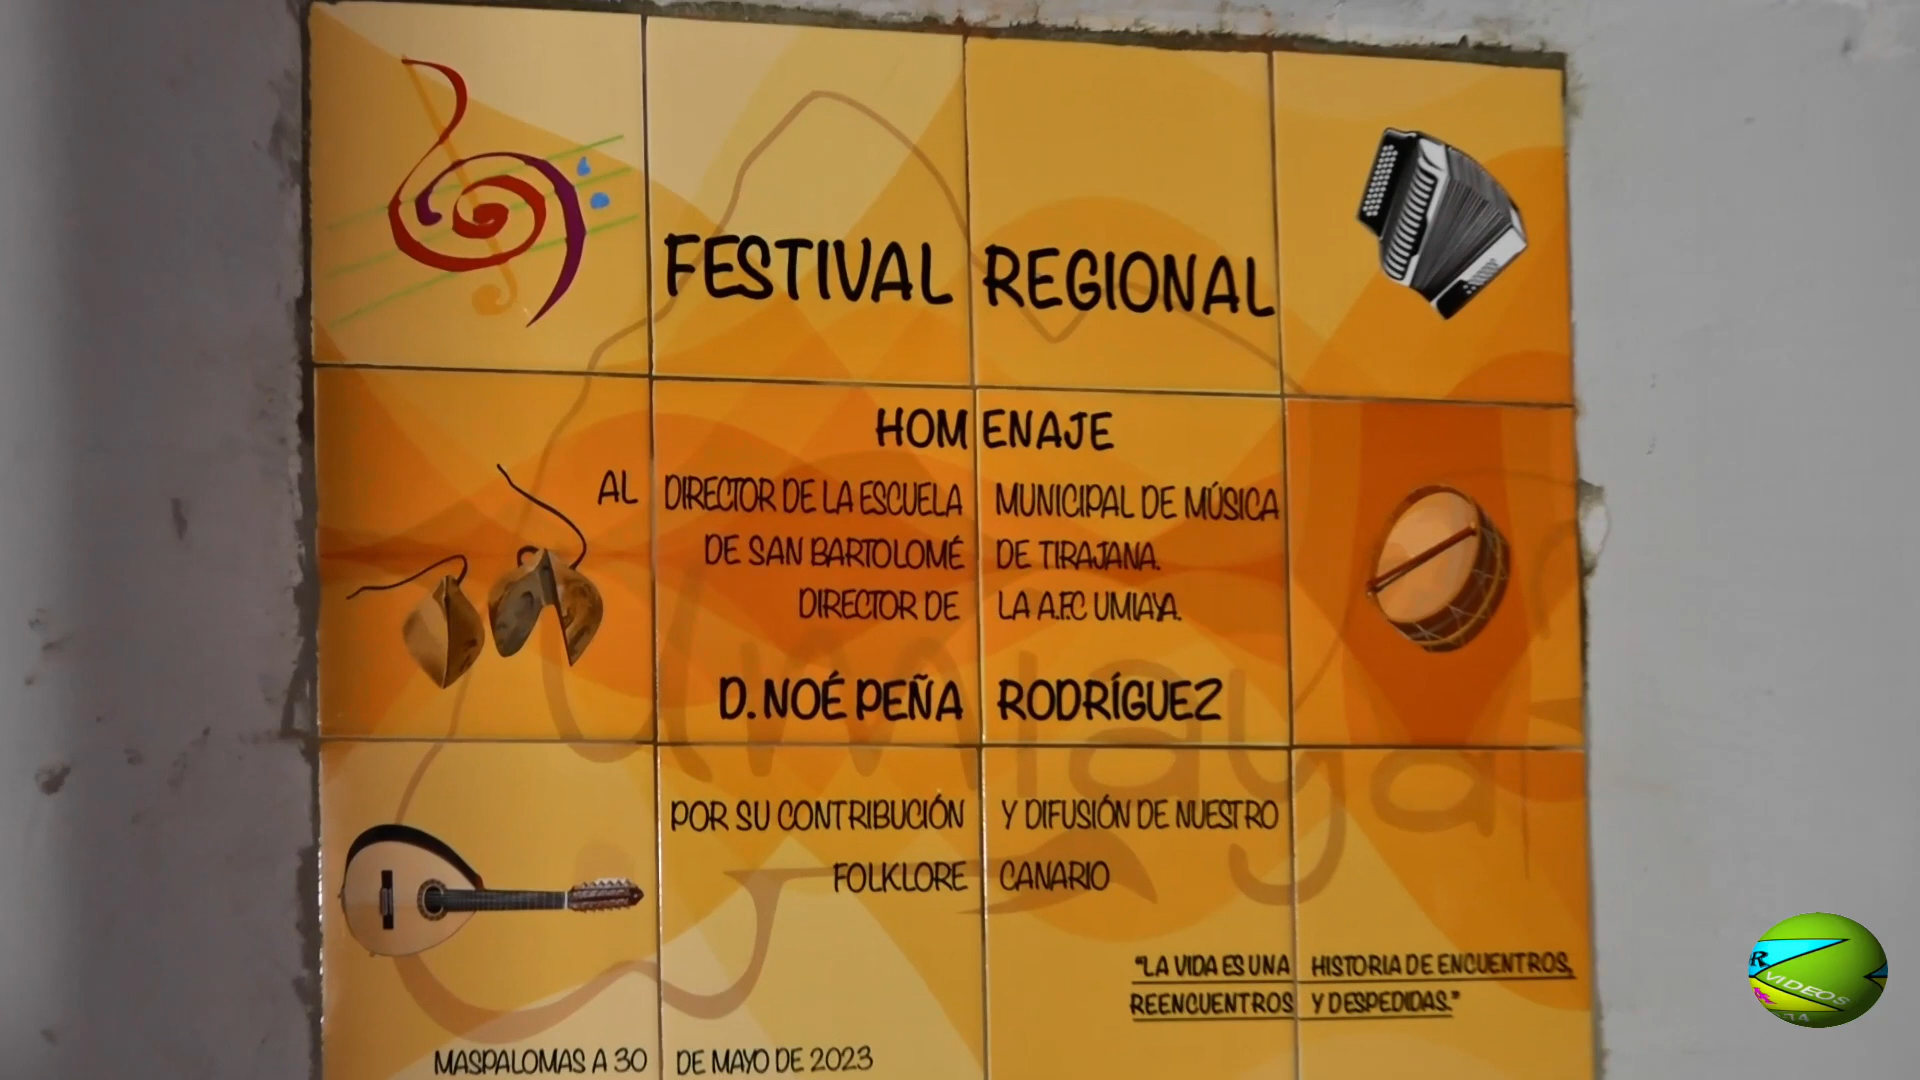 FESTIVAL REGIONAL
HOMENAJE
AL DIRECTOR DE LA ESCUELA MUNICIPAL DE MÚSICA
DE SAN BARTOLOMÉ DE TIRAJANA.
DIRECTOR DE LA A.F.C UMIAYA.
D. NOÉ PEÑA RODRÍGUEZ
umiaya
POR SU CONTRIBUCIÓN Y DIFUSIÓN DE NUESTRO
FOLKLORE CANARIO
"LA VIDA ES UNA HISTORIA DE ENCUENTROS,
REENCUENTROS Y DESPEDIDAS."
MASPALOMAS A 30 DE MAYO DE 2023
VIDEOS